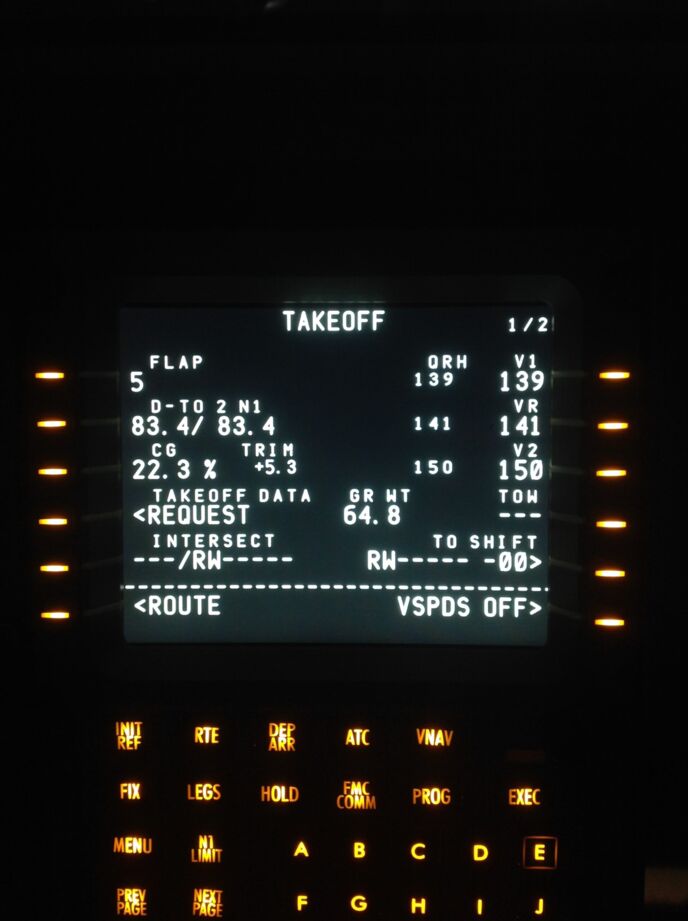 TAKEOFF 1/2
FLAP QRH V1
5 139 139
D-TO 2 N1 VR
83.4/ 83.4 141 141
CG TRIM V2
22.3 % +5.3 150 150
TAKEOFF DATA GR WT TOW
<REQUEST 64.8 ---
INTERSECT TO SHIFT
---/RW----- RW----- -00>
<ROUTE VSPDS OFF>
INIT REF RTE DEP ARR ATC VNAV
FIX LEGS HOLD FMC COMM PROG EXEC
MENU N1 LIMIT A B C D E
PREV PAGE NEXT PAGE F G H I J